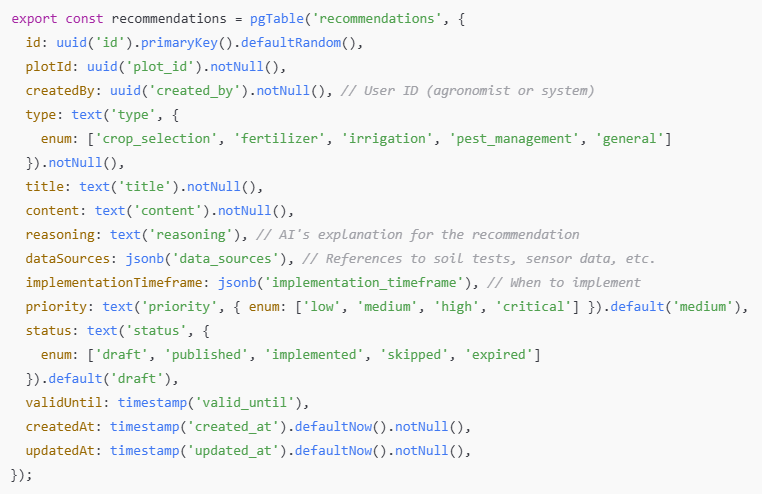 export const recommendations = pgTable('recommendations', {
  id: uuid('id').primaryKey().defaultRandom(),
  plotId: uuid('plot_id').notNull(),
  createdBy: uuid('created_by').notNull(), // User ID (agronomist or system)
  type: text('type', {
    enum: ['crop_selection', 'fertilizer', 'irrigation', 'pest_management', 'general']
  }).notNull(),
  title: text('title').notNull(),
  content: text('content').notNull(),
  reasoning: text('reasoning'), // AI's explanation for the recommendation
  dataSources: jsonb('data_sources'), // References to soil tests, sensor data, etc.
  implementationTimeframe: jsonb('implementation_timeframe'), // When to implement
  priority: text('priority', { enum: ['low', 'medium', 'high', 'critical'] }).default('medium'),
  status: text('status', {
    enum: ['draft', 'published', 'implemented', 'skipped', 'expired']
  }).default('draft'),
  validUntil: timestamp('valid_until'),
  createdAt: timestamp('created_at').defaultNow().notNull(),
  updatedAt: timestamp('updated_at').defaultNow().notNull(),
});